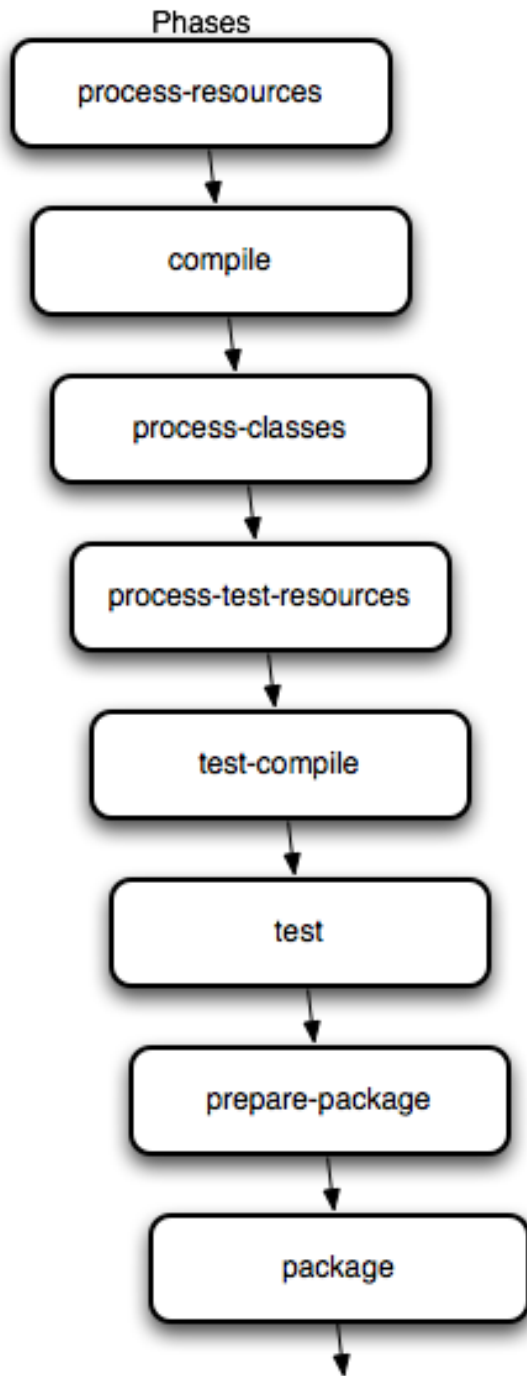 Phases
process-resources
compile
process-classes
process-test-resources
test-compile
test
prepare-package
package